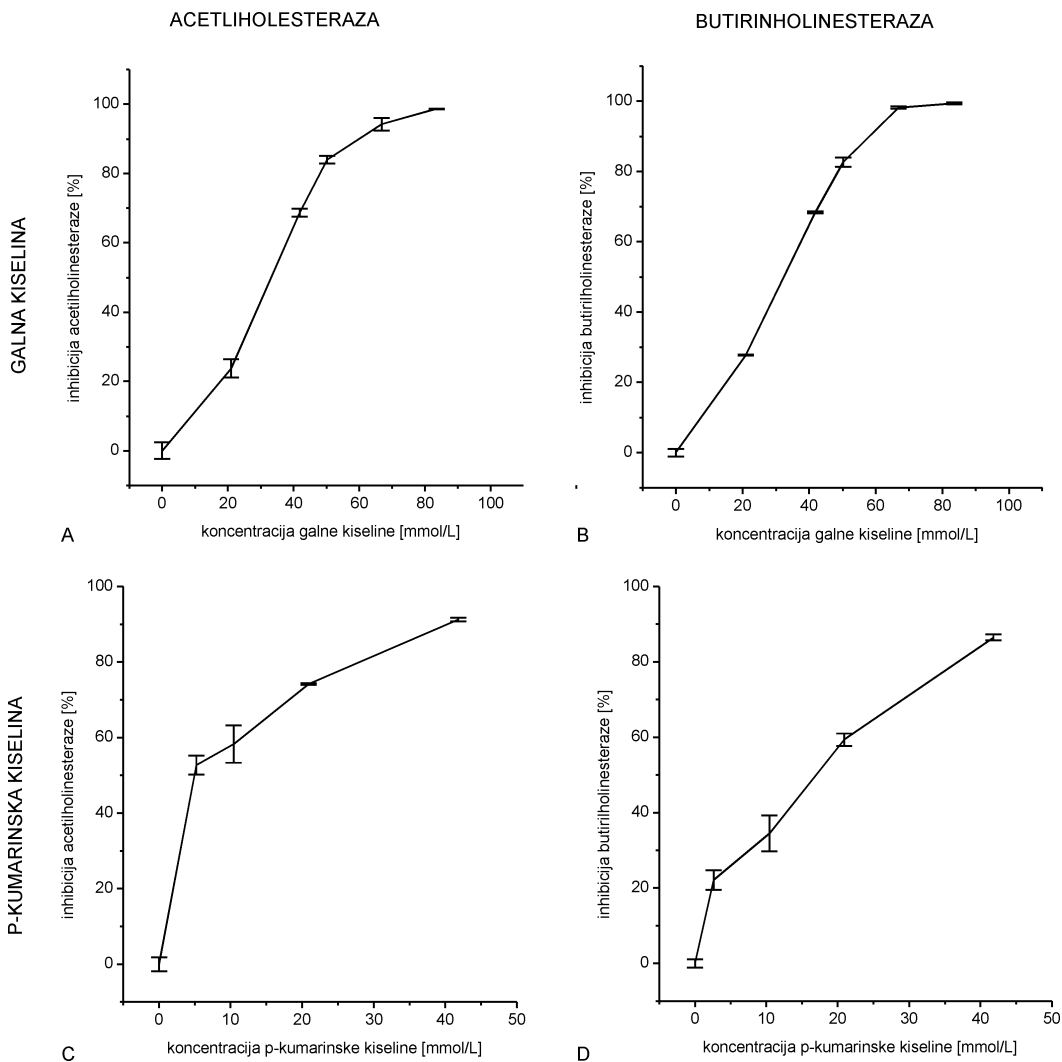 ACETLIHOLESTERAZA
BUTIRINHOLINESTERAZA
GALNA KISELINA
inhibicija acetilholinesteraze [%]
100
80
60
40
20
0
0 20 40 60 80 100
koncentracija galne kiseline [mmol/L]
A
inhibicija butirilholinesteraze [%]
100
80
60
40
20
0
0 20 40 60 80 100
koncentracija galne kiseline [mmol/L]
B
P-KUMARINSKA KISELINA
inhibicija acetilholinesteraze [%]
100
80
60
40
20
0
0 10 20 30 40 50
koncentracija p-kumarinske kiseline [mmol/L]
C
inhibicija butirilholinesteraze [%]
100
80
60
40
20
0
0 10 20 30 40 50
koncentracija p-kumarinske kiseline [mmol/L]
D